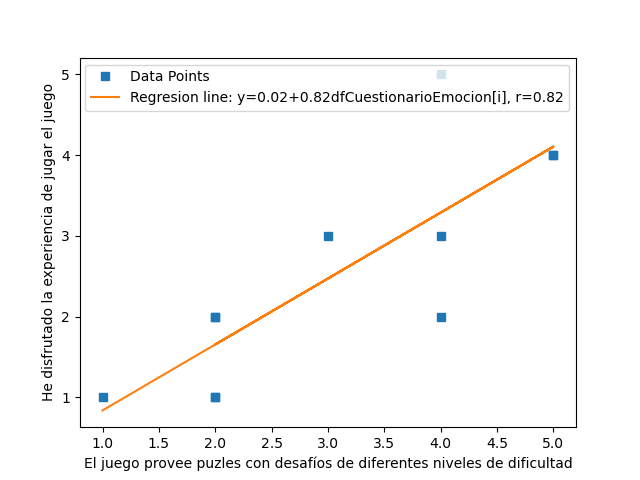 Data Points
Regresion line: y=0.02+0.82dfCuestionarioEmocion[i], r=0.82
5
4
3
2
1
He disfrutado la experiencia de jugar el juego
1.0 1.5 2.0 2.5 3.0 3.5 4.0 4.5 5.0
El juego provee puzles con desafíos de diferentes niveles de dificultad